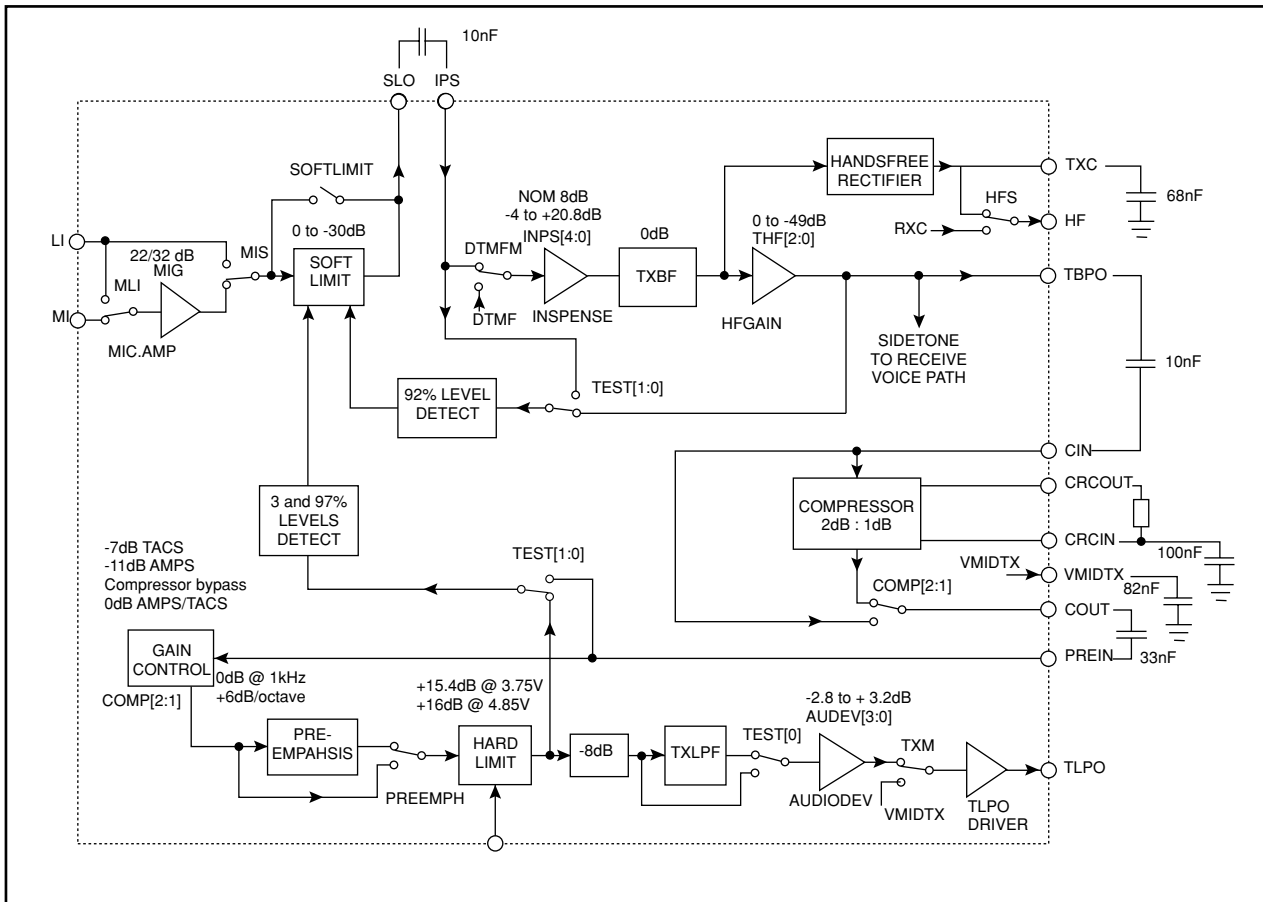 10nF
SLO
IPS
SOFTLIMIT
HANDSFREE
RECTIFIER
TXC
68nF
HFS
HF
RXC
NOM 8dB
-4 to +20.8dB
INPS[4:0]
0 to -49dB
THF[2:0]
0dB
TXBF
LI
22/32 dB
MIG
MIS
0 to -30dB
SOFT
LIMIT
MLI
MI
MIC.AMP
DTMFM
DTMF
INSPENSE
HFGAIN
TBPO
SIDETONE
TO RECEIVE
VOICE PATH
10nF
92% LEVEL
DETECT
TEST[1:0]
CIN
COMPRESSOR
2dB : 1dB
CRCOUT
CRCIN
100nF
3 and 97%
LEVELS
DETECT
-7dB TACS
-11dB AMPS
Compressor bypass
0dB AMPS/TACS
TEST[1:0]
VMIDTX
VMIDTX
82nF
COMP[2:1]
COUT
33nF
PREIN
GAIN
CONTROL
COMP[2:1]
0dB @ 1kHz
+6dB/octave
+15.4dB @ 3.75V
+16dB @ 4.85V
PRE-
EMPAHSIS
PREEMPH
HARD
LIMIT
-8dB
TXLPF
TEST[0]
-2.8 to + 3.2dB
AUDEV[3:0]
AUDIODEV
TXM
VMIDTX
TLPO
DRIVER
TLPO